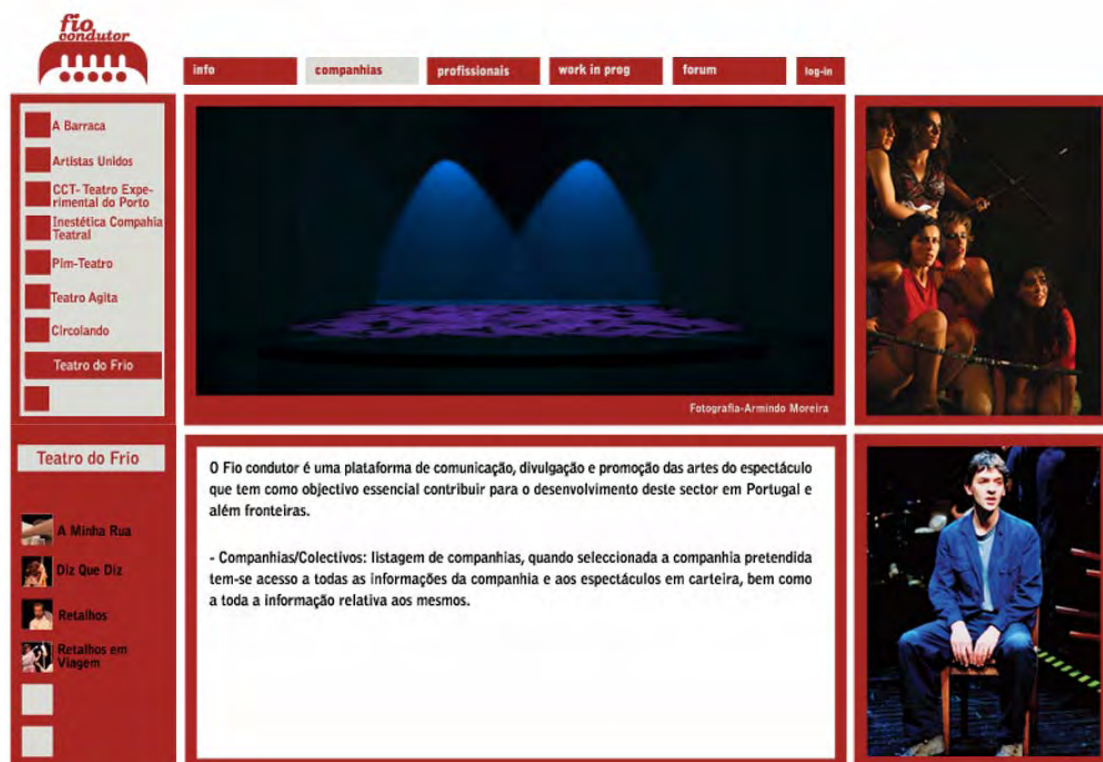 fio
condutor
info
companhias
profissionais
work in prog
forum
log-in
A Barraca
Artistas Unidos
CCT- Teatro Expe-
rimental do Porto
Inestética Compahia
Teatral
Pim-Teatro
Teatro Agita
Circolando
Teatro do Frio
Fotografia-Armindo Moreira
Teatro do Frio
A Minha Rua
Diz Que Diz
Retalhos
Retalhos em
Viagem
O Fio condutor é uma plataforma de comunicação, divulgação e promoção das artes do espectáculo
que tem como objectivo essencial contribuir para o desenvolvimento deste sector em Portugal e
além fronteiras.
- Companhias/Colectivos: listagem de companhias, quando seleccionada a companhia pretendida
tem-se acesso a todas as informações da companhia e aos espectáculos em carteira, bem como
a toda a informação relativa aos mesmos.